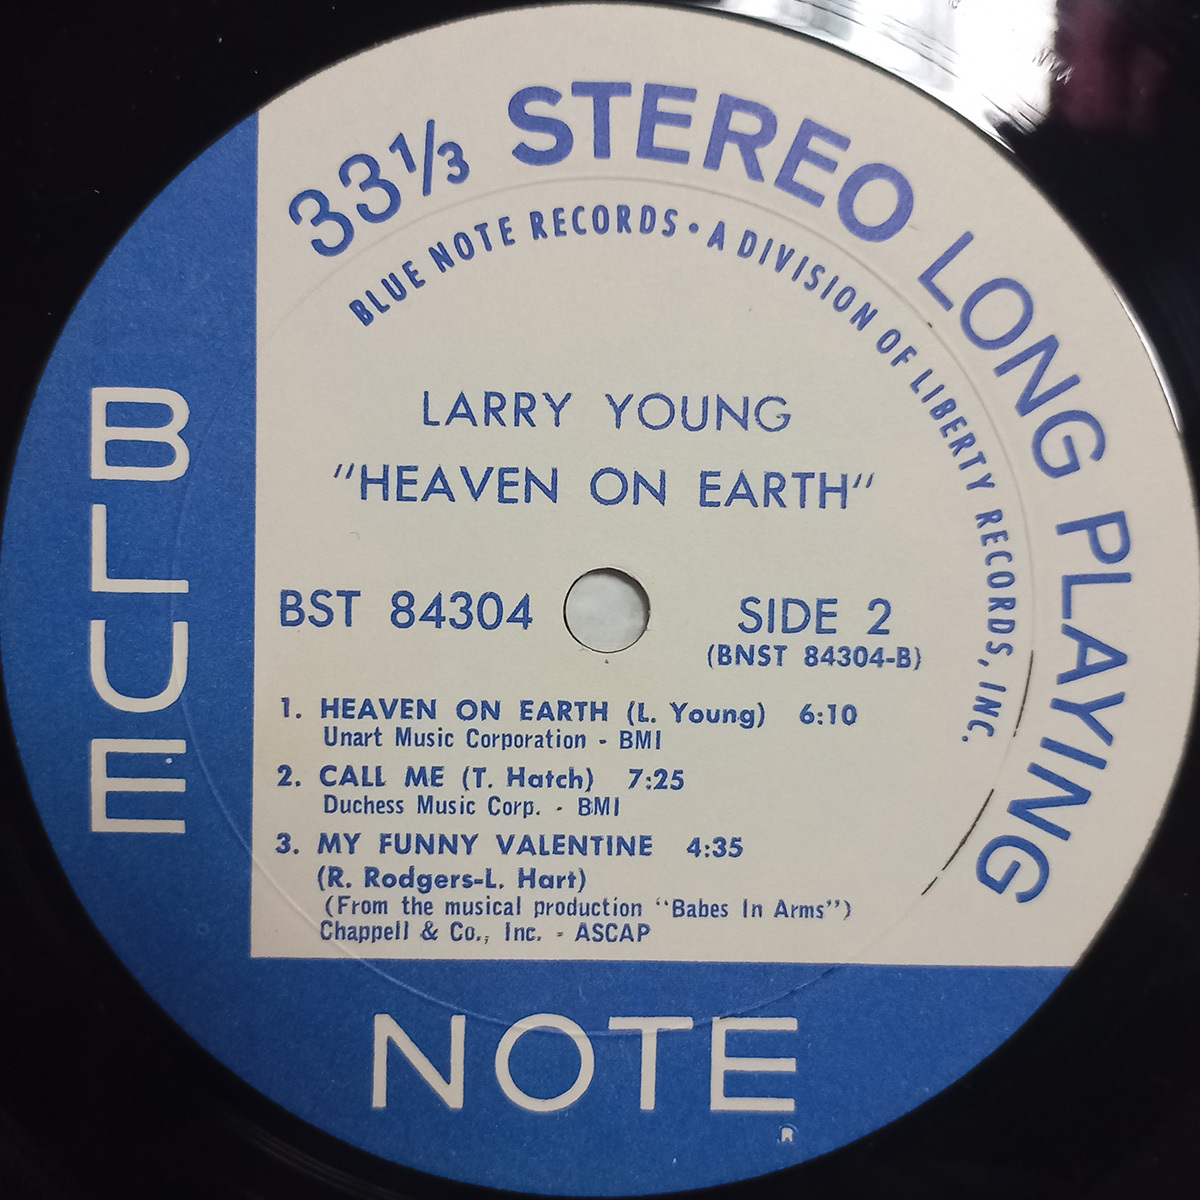 33⅓ STEREO LONG PLAYING
BLUE NOTE RECORDS • A DIVISION OF LIBERTY RECORDS, INC.
LARRY YOUNG
"HEAVEN ON EARTH"
BST 84304
SIDE 2
(BNST 84304-B)
1. HEAVEN ON EARTH (L. Young) 6:10
Unart Music Corporation - BMI
2. CALL ME (T. Hatch) 7:25
Duchess Music Corp. - BMI
3. MY FUNNY VALENTINE 4:35
(R. Rodgers-L. Hart)
(From the musical production "Babes In Arms")
Chappell & Co., Inc. - ASCAP
BLUE
NOTE
®